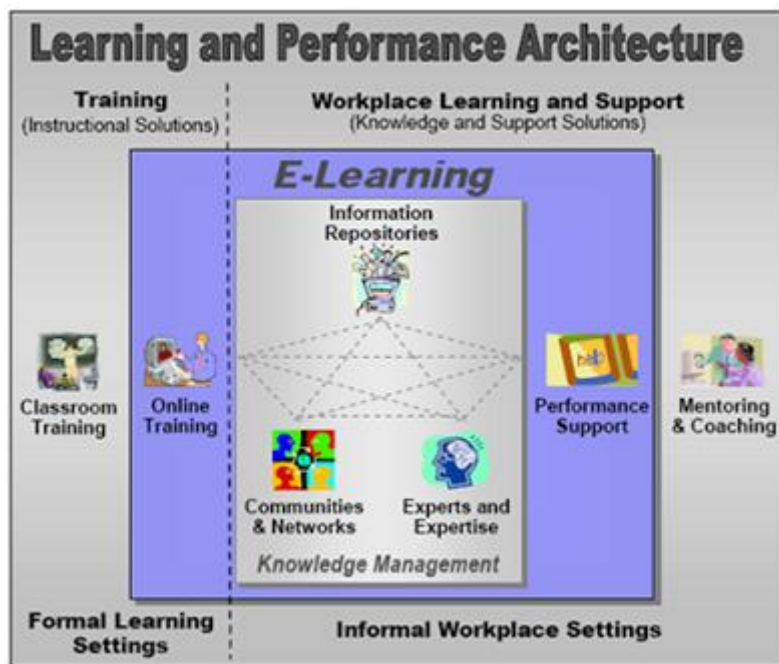 Learning and Performance Architecture
Training
(Instructional Solutions)
Workplace Learning and Support
(Knowledge and Support Solutions)
E-Learning
Information
Repositories
Classroom
Training
Online
Training
help
Performance
Support
Mentoring
& Coaching
Communities
& Networks
Experts and
Expertise
Knowledge Management
Formal Learning
Settings
Informal Workplace Settings